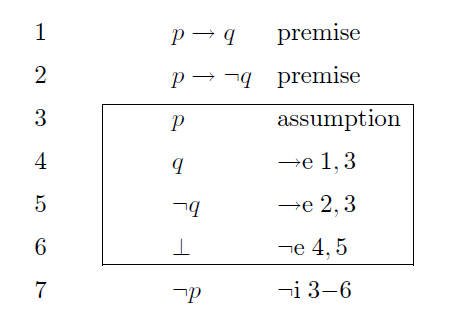 1 p → q premise
2 p → ¬q premise
3 p assumption
4 q →e 1, 3
5 ¬q →e 2, 3
6 ⊥ ¬e 4, 5
7 ¬p ¬i 3−6